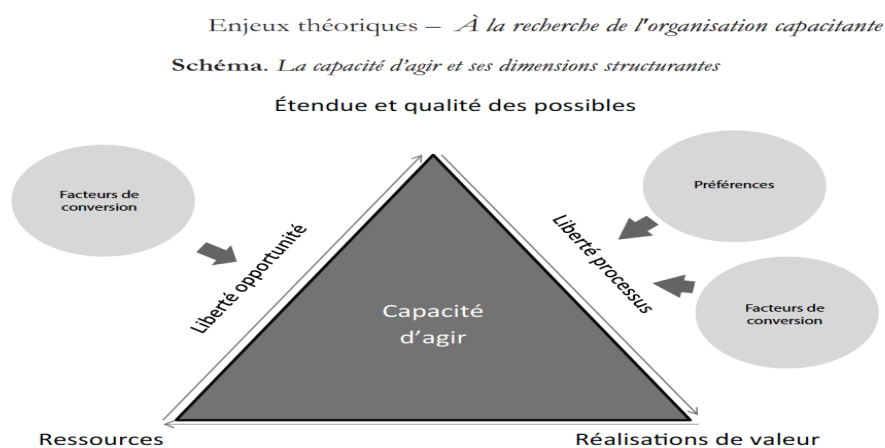 Enjeux théoriques – À la recherche de l'organisation capacitante
Schéma. La capacité d'agir et ses dimensions structurantes
Étendue et qualité des possibles
Facteurs de
conversion
Liberté opportunité
Préférences
Liberté processus
Facteurs de
conversion
Capacité
d'agir
Ressources
Réalisations de valeur